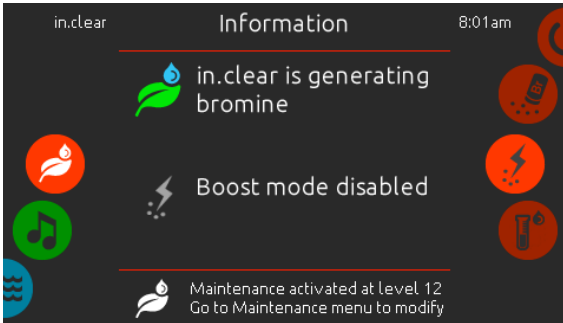 in.clear
Information
8:01am
in.clear is generating
bromine
Br
Boost mode disabled
Maintenance activated at level 12
Go to Maintenance menu to modify